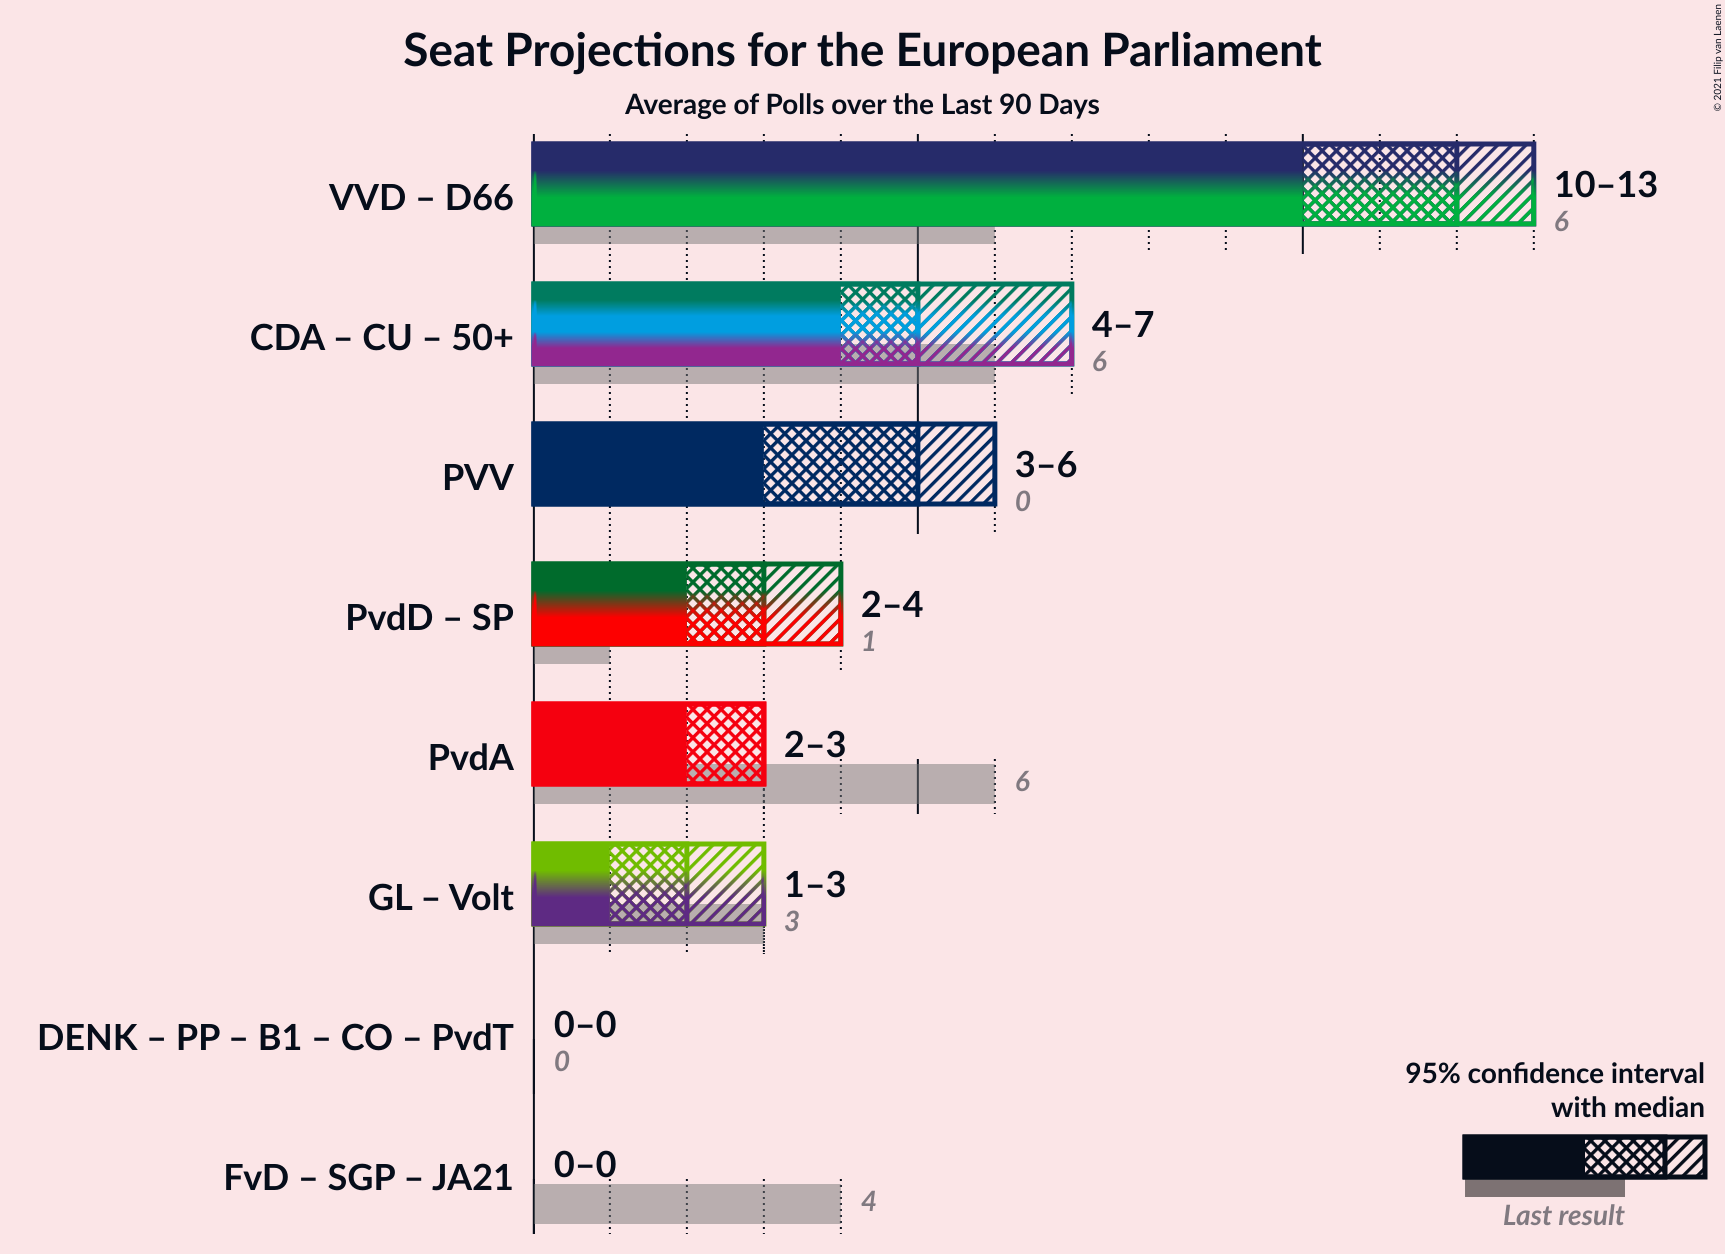 Seat Projections for the European Parliament
Average of Polls over the Last 90 Days
© 2021 Filip van Laenen
VVD – D66
10–13
6
CDA – CU – 50+
4–7
6
PVV
3–6
0
PvdD – SP
2–4
1
PvdA
2–3
6
GL – Volt
1–3
3
DENK – PP – B1 – CO – PvdT
0–0
0
FvD – SGP – JA21
0–0
4
95% confidence interval
with median
Last result